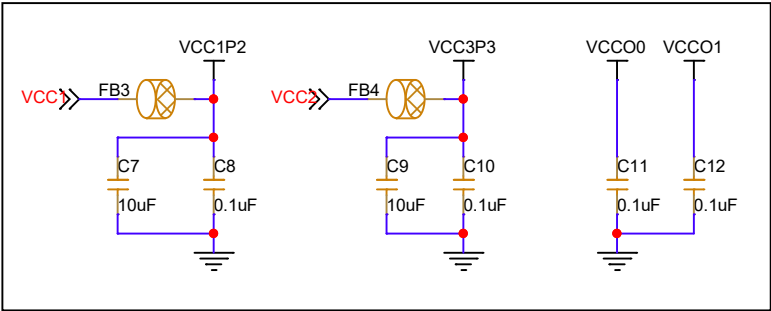 VCC1P2
VCC3P3
VCCO0
VCCO1
VCC1
FB3
VCC2
FB4
C7
C8
C9
C10
C11
C12
10uF
0.1uF
10uF
0.1uF
0.1uF
0.1uF